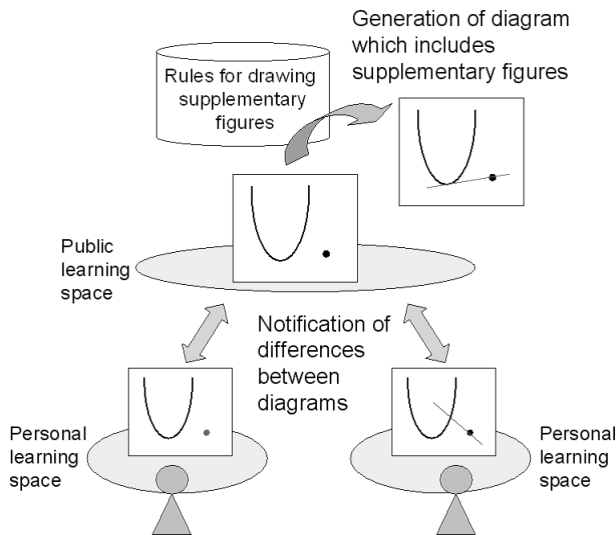 Generation of diagram
which includes
supplementary figures
Rules for drawing
supplementary
figures
Public
learning
space
Notification of
differences
between
diagrams
Personal
learning
space
Personal
learning
space